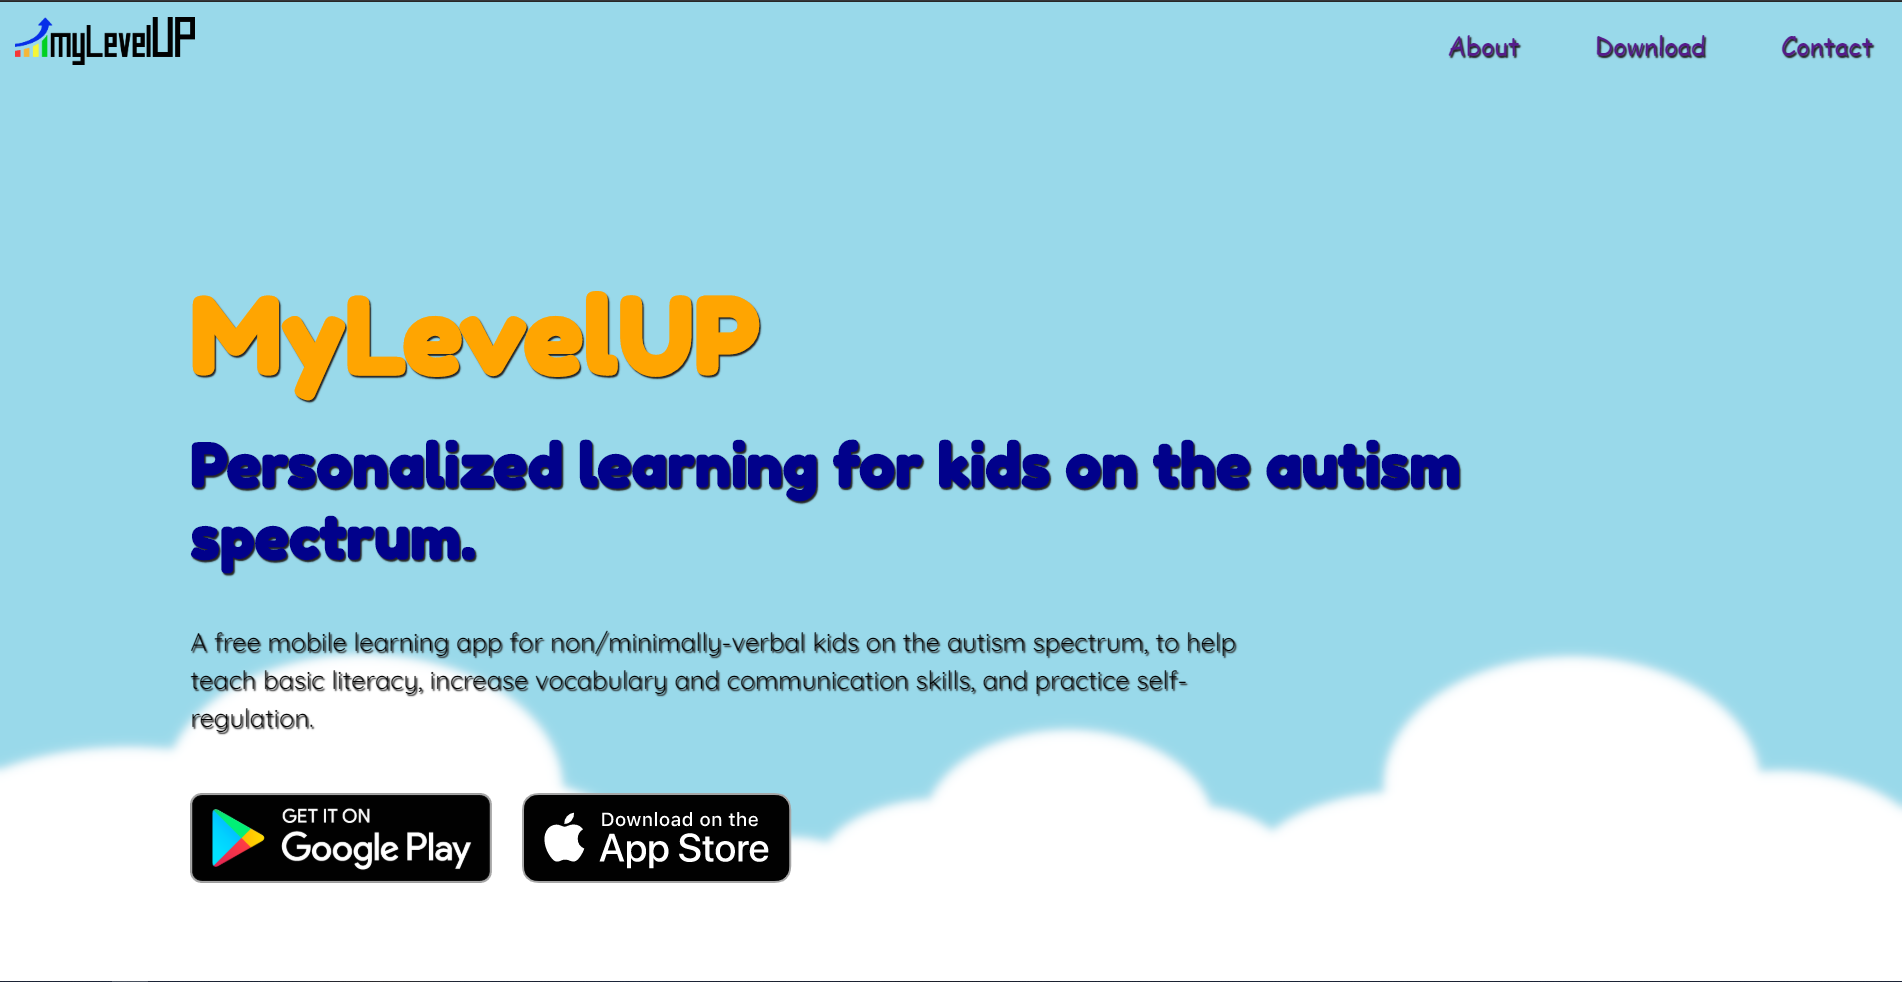 myLevelUP
About Download Contact
MyLevelUP
Personalized learning for kids on the autism
spectrum.
A free mobile learning app for non/minimally-verbal kids on the autism spectrum, to help
teach basic literacy, increase vocabulary and communication skills, and practice self-
regulation.
GET IT ON
Google Play
Download on the
App Store